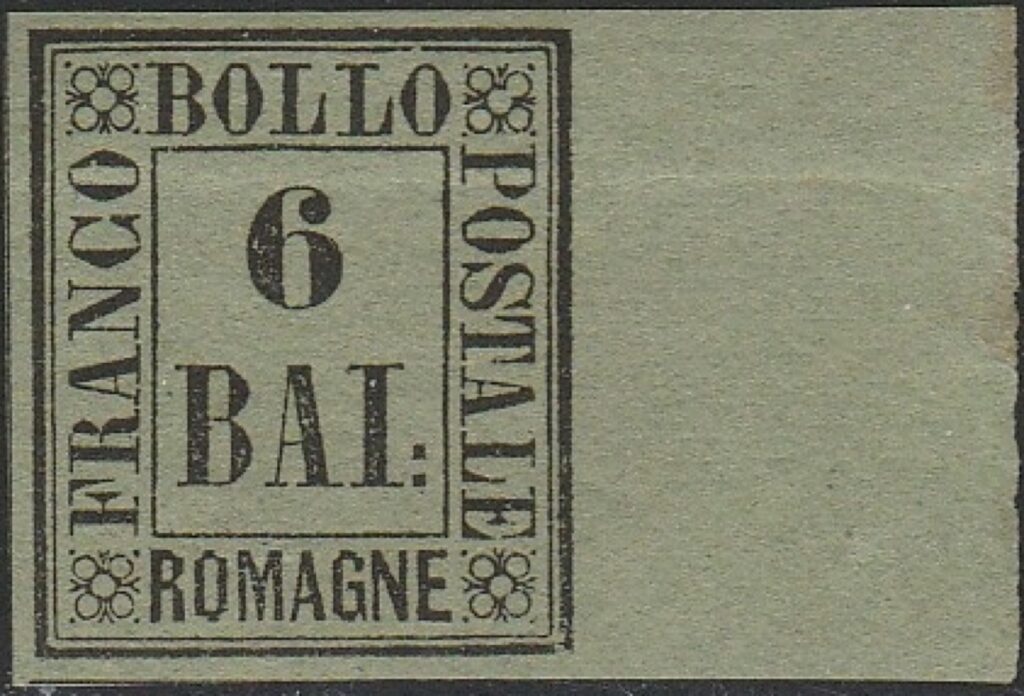 BOLLO
FRANCO
POSTALE
6
BAI:
ROMAGNE